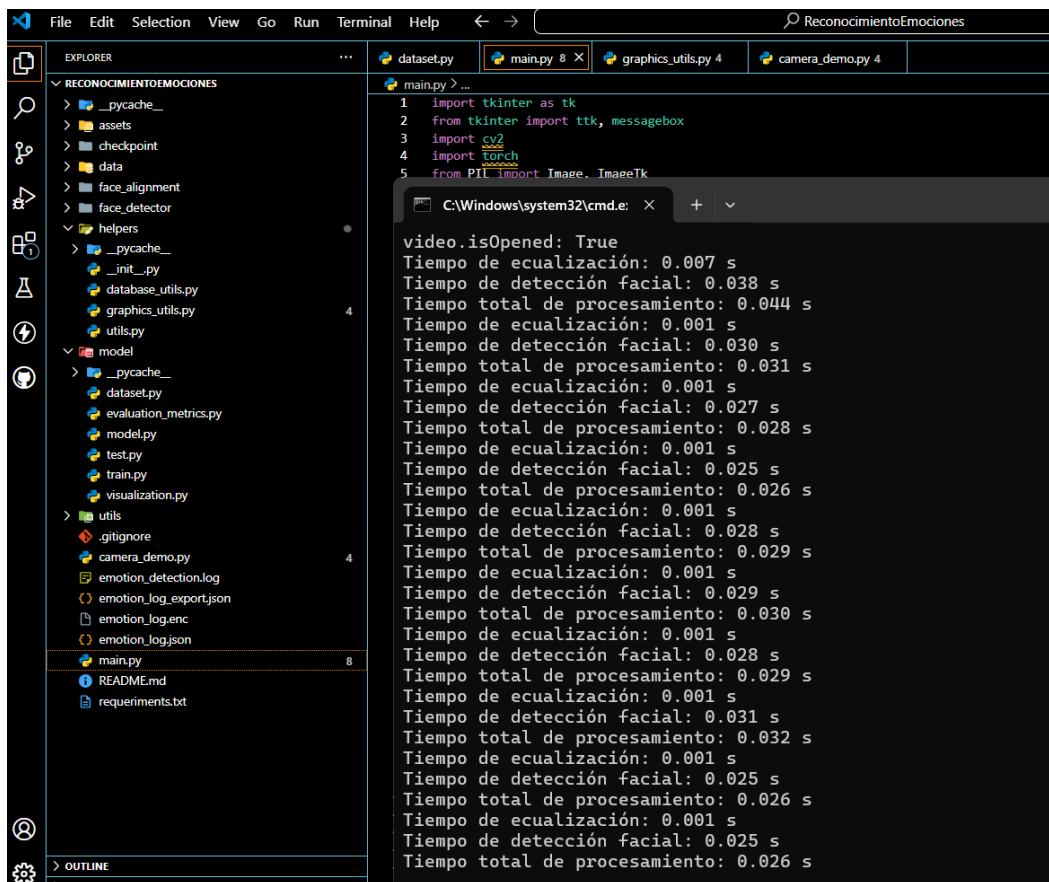 File Edit Selection View Go Run Terminal Help ← → ReconocimientoEmociones
EXPLORER ···
RECONOCIMIENTOEMOCIONES
__pycache__
assets
checkpoint
data
face_alignment
face_detector
helpers
__pycache__
__init__.py
database_utils.py
graphics_utils.py 4
utils.py
model
__pycache__
dataset.py
evaluation_metrics.py
model.py
test.py
train.py
visualization.py
utils
.gitignore
camera_demo.py 4
emotion_detection.log
emotion_log_export.json
emotion_log.enc
emotion_log.json
main.py 8
README.md
requeriments.txt
OUTLINE
1
dataset.py main.py 8 × graphics_utils.py 4 camera_demo.py 4
main.py > ...
1 import tkinter as tk
2 from tkinter import ttk, messagebox
3 import cv2
4 import torch
5 from PIL import Image, ImageTk
C:\Windows\system32\cmd.e: × +
video.isOpened: True
Tiempo de ecualización: 0.007 s
Tiempo de detección facial: 0.038 s
Tiempo total de procesamiento: 0.044 s
Tiempo de ecualización: 0.001 s
Tiempo de detección facial: 0.030 s
Tiempo total de procesamiento: 0.031 s
Tiempo de ecualización: 0.001 s
Tiempo de detección facial: 0.027 s
Tiempo total de procesamiento: 0.028 s
Tiempo de ecualización: 0.001 s
Tiempo de detección facial: 0.025 s
Tiempo total de procesamiento: 0.026 s
Tiempo de ecualización: 0.001 s
Tiempo de detección facial: 0.028 s
Tiempo total de procesamiento: 0.029 s
Tiempo de ecualización: 0.001 s
Tiempo de detección facial: 0.029 s
Tiempo total de procesamiento: 0.030 s
Tiempo de ecualización: 0.001 s
Tiempo de detección facial: 0.028 s
Tiempo total de procesamiento: 0.029 s
Tiempo de ecualización: 0.001 s
Tiempo de detección facial: 0.031 s
Tiempo total de procesamiento: 0.032 s
Tiempo de ecualización: 0.001 s
Tiempo de detección facial: 0.025 s
Tiempo total de procesamiento: 0.026 s
Tiempo de ecualización: 0.001 s
Tiempo de detección facial: 0.025 s
Tiempo total de procesamiento: 0.026 s